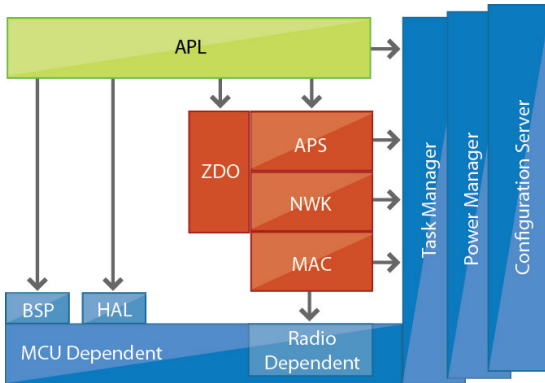 APL
ZDO
APS
NWK
MAC
BSP
HAL
MCU Dependent
Radio
Dependent
Task Manager
Power Manager
Configuration Server